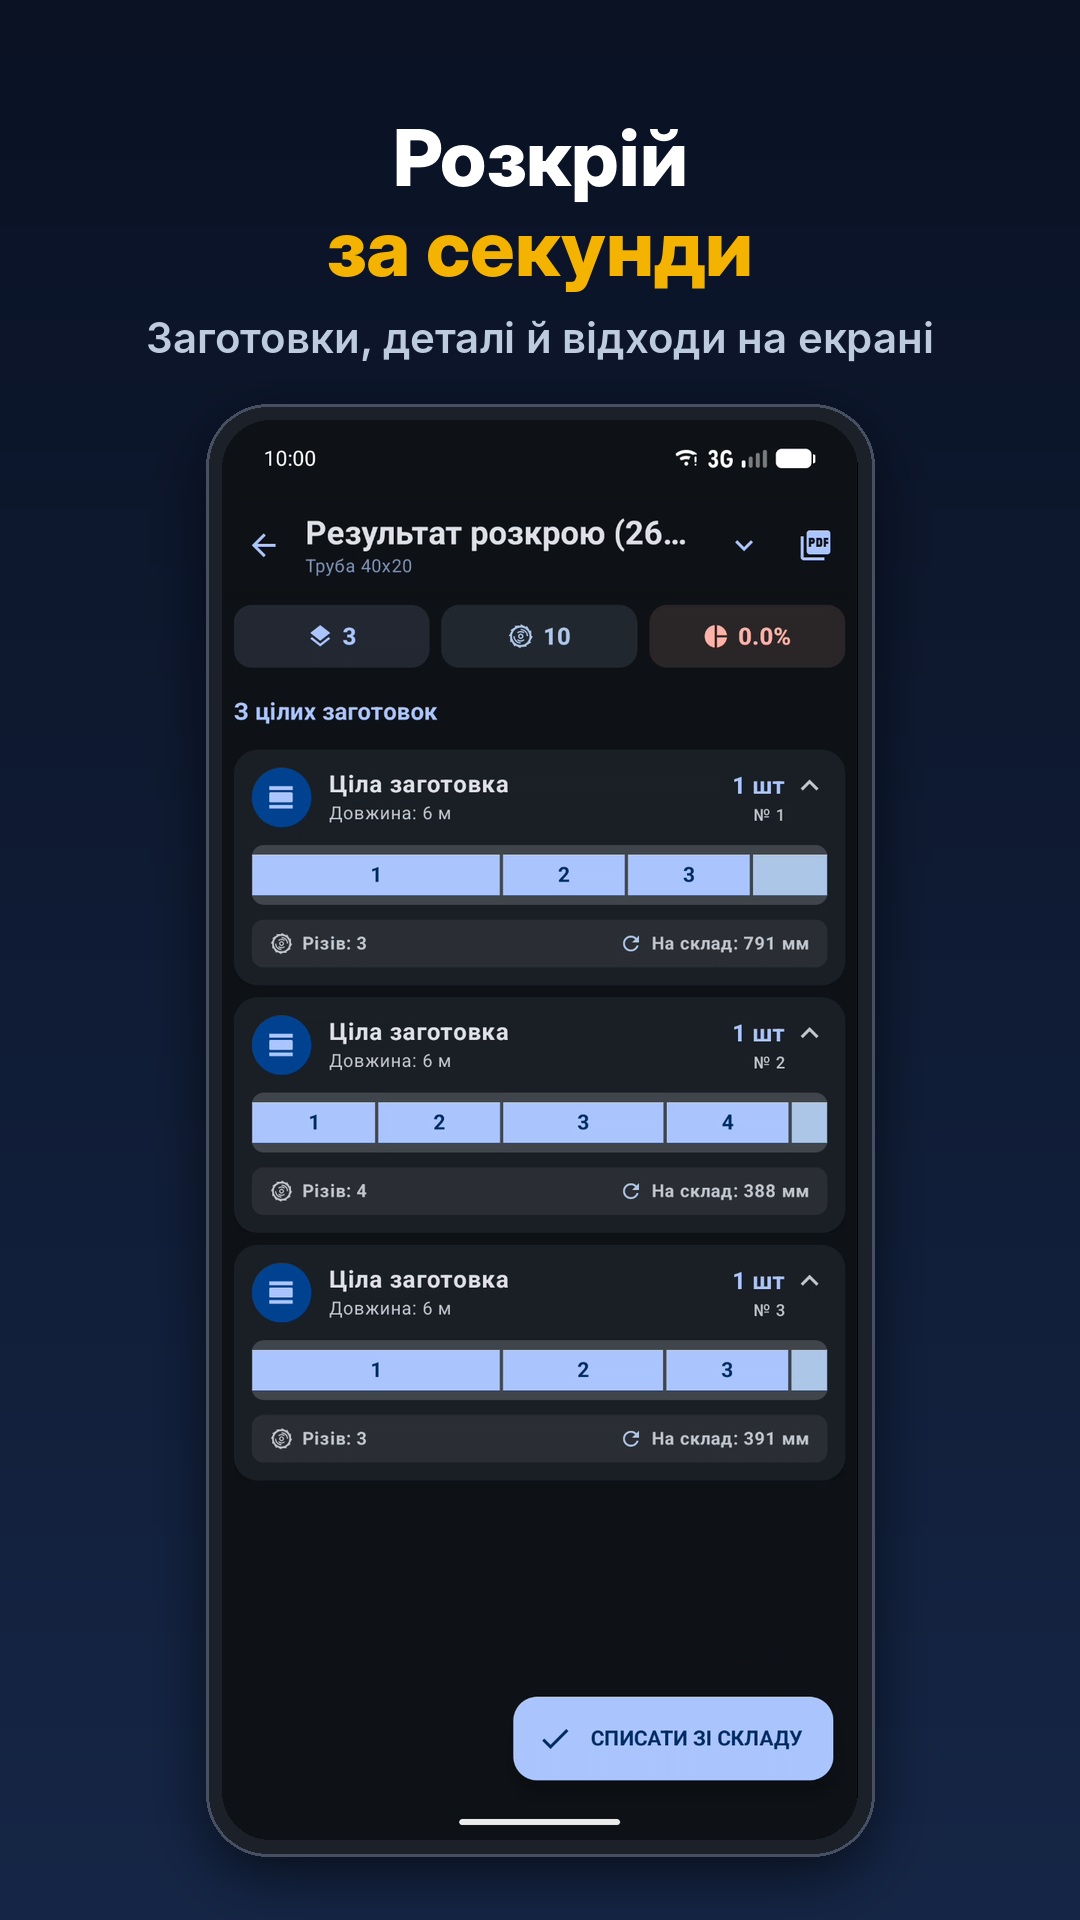 Розкрій
за секунди
Заготовки, деталі й відходи на екрані
10:00 3G
Результат розкрою (26...
Труба 40x20
PDF
3 10 0.0%
З цілих заготовок
Ціла заготовка 1 шт
Довжина: 6 м № 1
1 2 3
Різів: 3 На склад: 791 мм
Ціла заготовка 1 шт
Довжина: 6 м № 2
1 2 3 4
Різів: 4 На склад: 388 мм
Ціла заготовка 1 шт
Довжина: 6 м № 3
1 2 3
Різів: 3 На склад: 391 мм
СПИСАТИ ЗІ СКЛАДУ